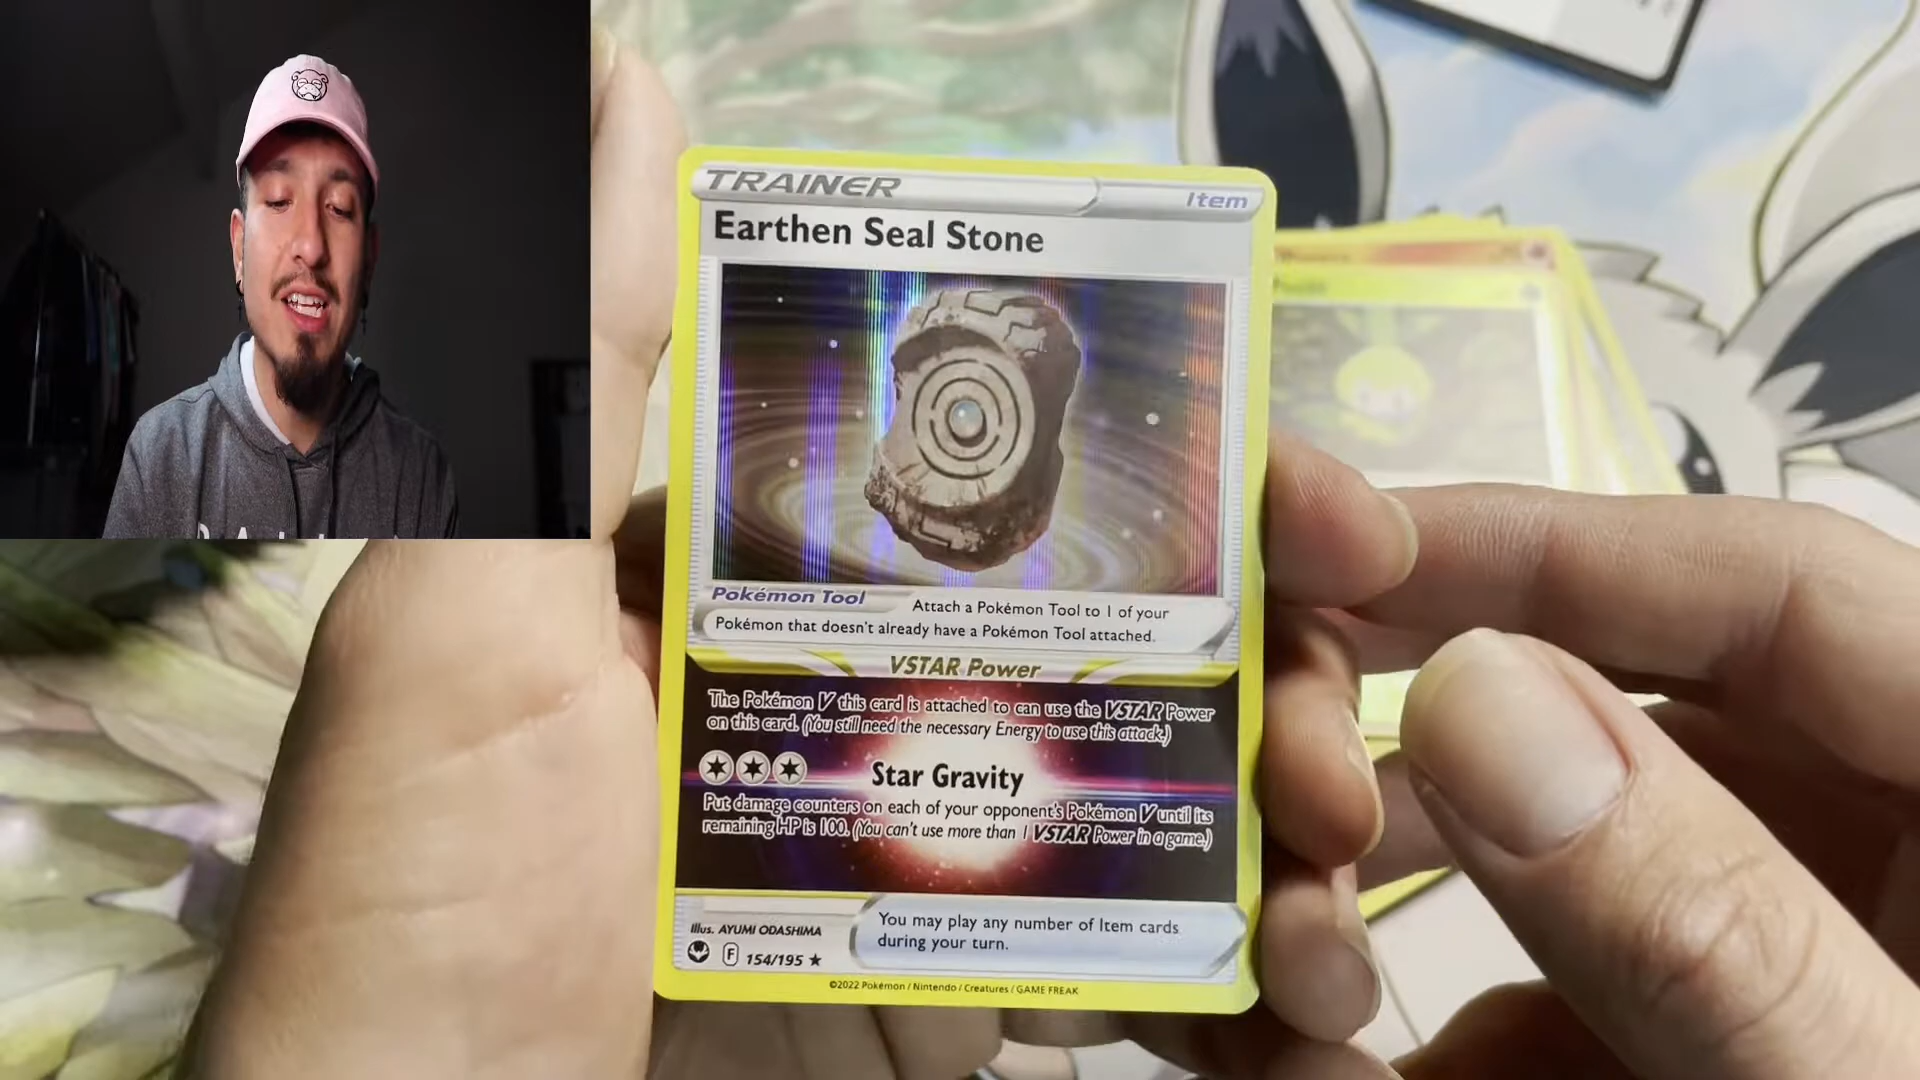 TRAINER
Item
Earthen Seal Stone
Pokémon Tool
Attach a Pokémon Tool to 1 of your
Pokémon that doesn't already have a Pokémon Tool attached.
VSTAR Power
The Pokémon V this card is attached to can use the VSTAR Power
on this card. (You still need the necessary Energy to use this attack.)
Star Gravity
Put damage counters on each of your opponent's Pokémon V until its
remaining HP is 100. (You can't use more than 1 VSTAR Power in a game.)
You may play any number of Item cards
during your turn.
Illus. AYUMI ODASHIMA
F 154/195 ★
©2022 Pokémon / Nintendo / Creatures / GAME FREAK